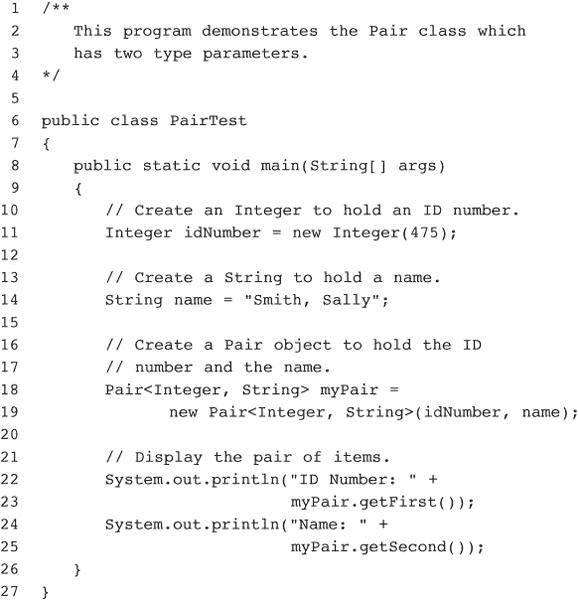 1 /**
2    This program demonstrates the Pair class which
3    has two type parameters.
4 */
5
6 public class PairTest
7 {
8    public static void main(String[] args)
9    {
10       // Create an Integer to hold an ID number.
11       Integer idNumber = new Integer(475);
12
13       // Create a String to hold a name.
14       String name = "Smith, Sally";
15
16       // Create a Pair object to hold the ID
17       // number and the name.
18       Pair<Integer, String> myPair =
19             new Pair<Integer, String>(idNumber, name);
20
21       // Display the pair of items.
22       System.out.println("ID Number: " +
23                          myPair.getFirst());
24       System.out.println("Name: " +
25                          myPair.getSecond());
26    }
27 }